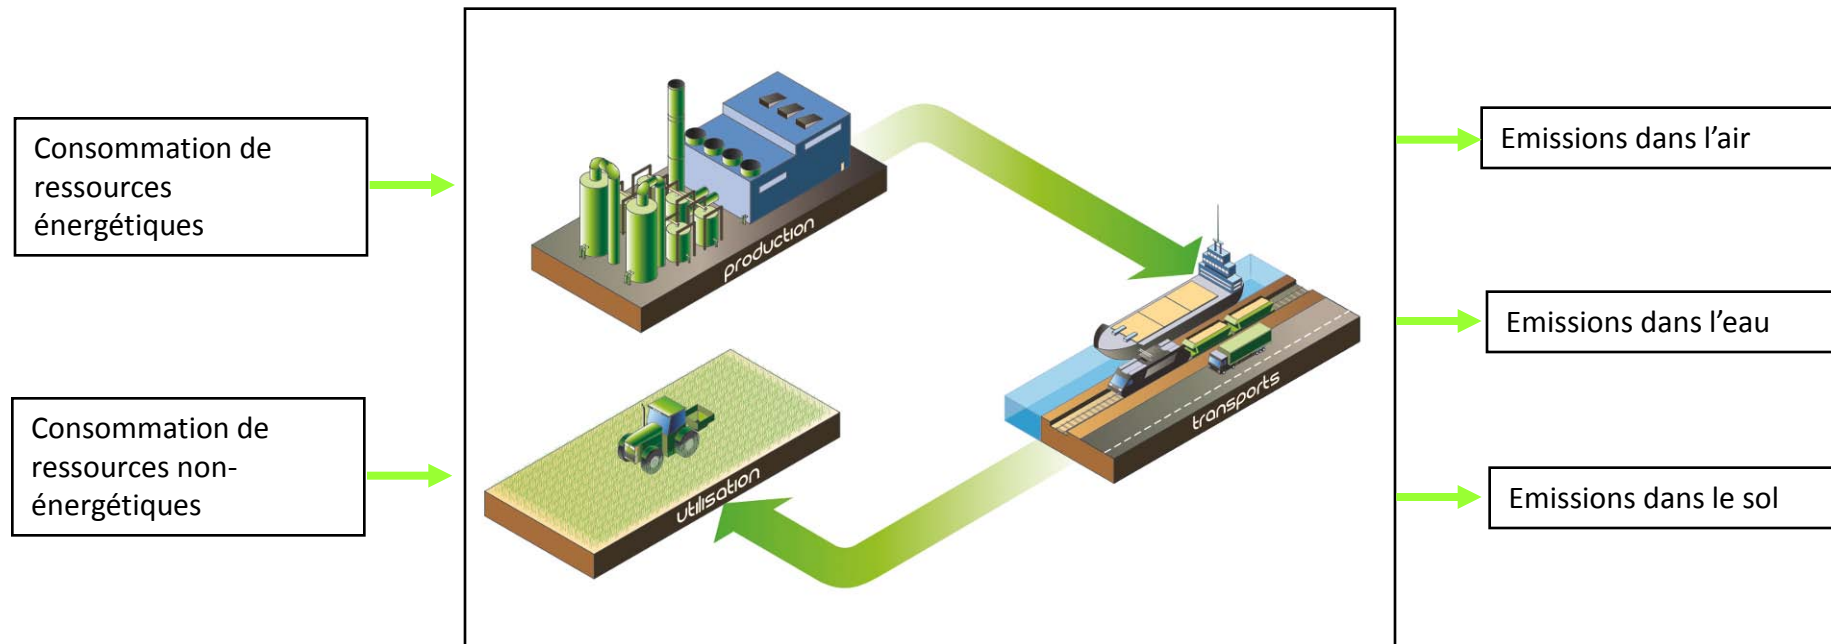 Consommation de
ressources
énergétiques
Consommation de
ressources non-
énergétiques
production
transports
utilisation
Emissions dans l’air
Emissions dans l’eau
Emissions dans le sol